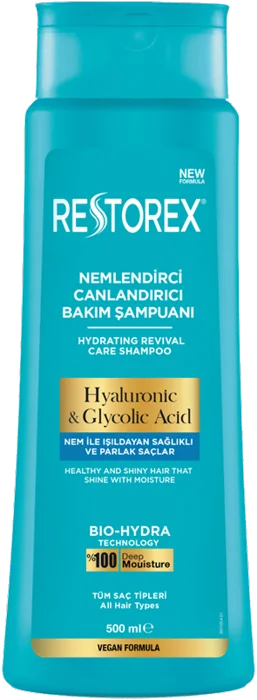 NEW
FORMULA
RESTOREX®
NEMLENDİRCİ
CANLANDIRICI
BAKIM ŞAMPUANI
HYDRATING REVIVAL
CARE SHAMPOO
Hyaluronic
& Glycolic Acid
NEM İLE IŞILDAYAN SAĞLIKLI
VE PARLAK SAÇLAR
HEALTHY AND SHINY HAIR THAT
SHINE WITH MOISTURE
BIO-HYDRA
TECHNOLOGY
%100 Deep
Mouisture
TÜM SAÇ TİPLERİ
All Hair Types
500 ml ℮
VEGAN FORMULA